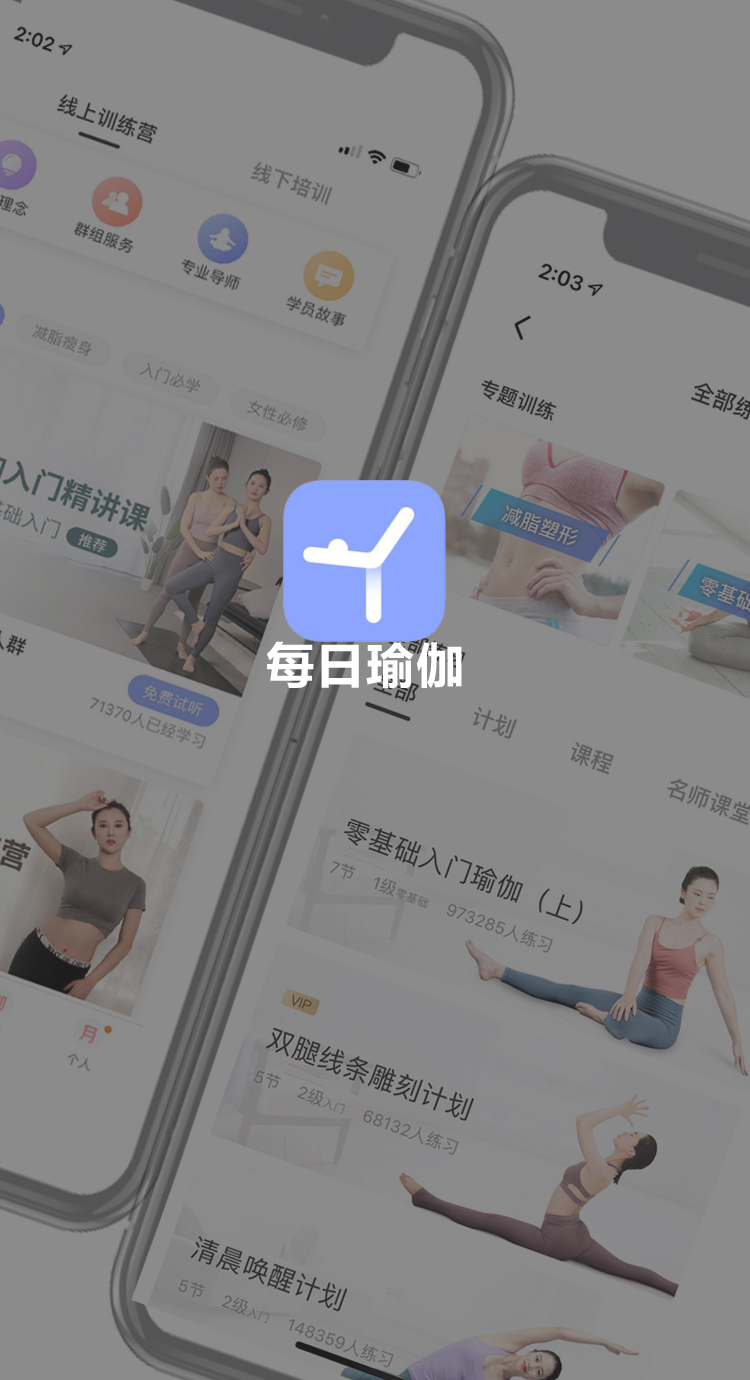 2:02
线上训练营
线下培训
理念
群组服务
专业导师
学员故事
减脂瘦身
入门必学
女性必修
入门精讲课
基础入门
推荐
人群
免费试听
71370人已经学习
营
月
个人
2:03
专题训练
全部练
减脂塑形
零基础
每日瑜伽
全部
计划
课程
名师课堂
零基础入门瑜伽（上）
7节 1级零基础 973285人练习
VIP
双腿线条雕刻计划
5节 2级入门 68132人练习
清晨唤醒计划
5节 2级入门 148359人练习